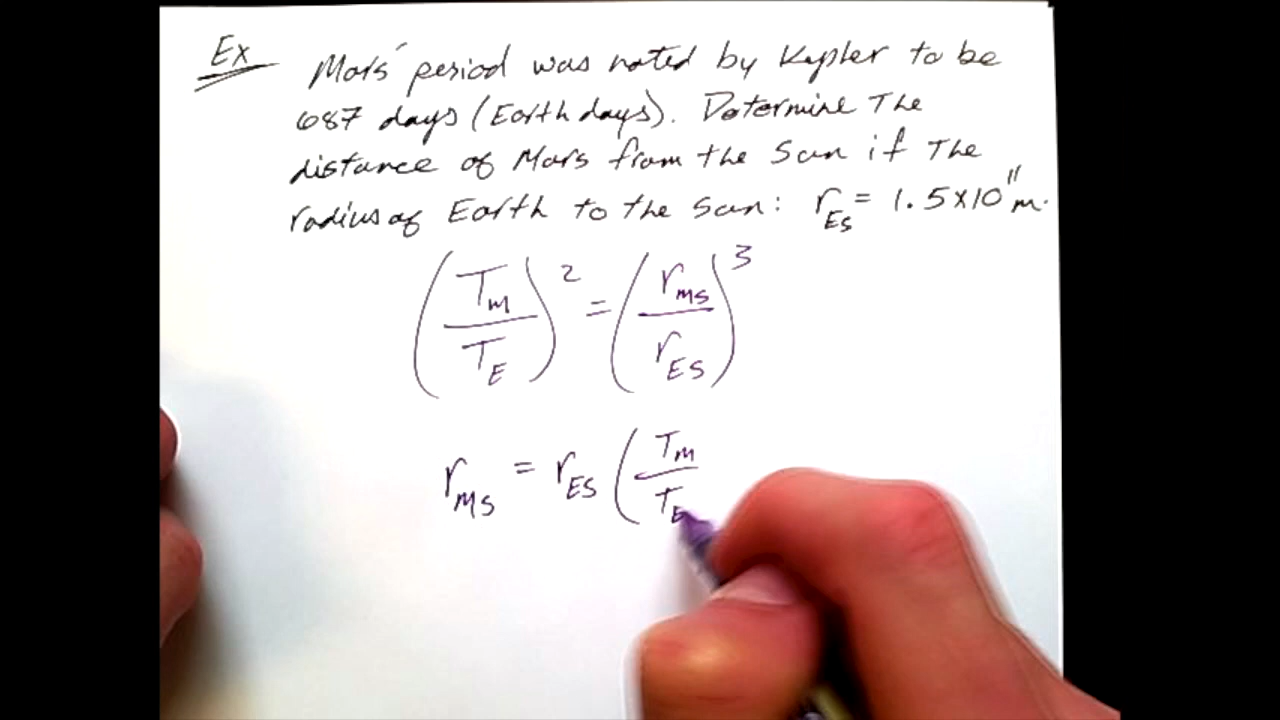 Ex Mars' period was noted by Kepler to be
687 days (Earth days). Determine The
distance of Mars from the Sun if The
radius of Earth to the Sun: r_ES = 1.5×10^11 m.
(T_M / T_E)^2 = (r_MS / r_ES)^3
r_MS = r_ES (T_M / T_E